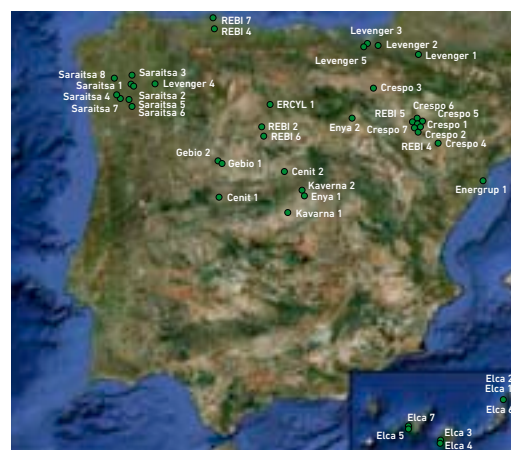 REBI 7
REBI 4
Levenger 3
Levenger 2
Levenger 1
Levenger 5
Saraitsa 8
Saraitsa 3
Saraitsa 1
Levenger 4
Saraitsa 4
Saraitsa 2
Saraitsa 7
Saraitsa 5
Saraitsa 6
Crespo 3
ERCYL 1
Crespo 6
REBI 5
Crespo 5
Enya 2
Crespo 7
Crespo 1
Crespo 2
REBI 4
Crespo 4
REBI 2
REBI 6
Gebio 2
Gebio 1
Cenit 2
Kaverna 2
Enya 1
Energrup 1
Cenit 1
Kavarna 1
Elca 2
Elca 1
Elca 6
Elca 7
Elca 5
Elca 3
Elca 4